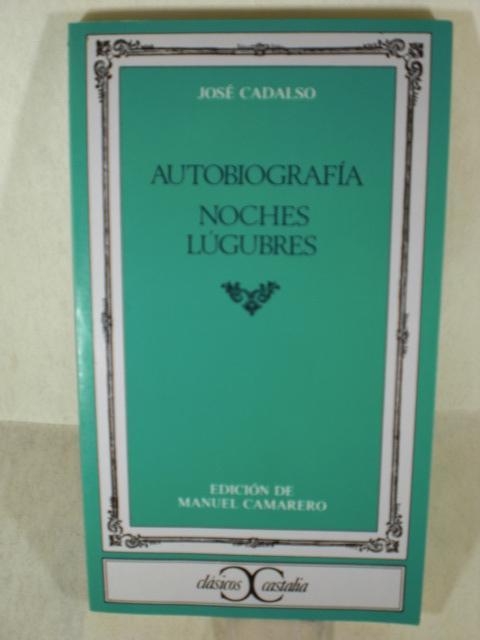 JOSÉ CADALSO
AUTOBIOGRAFÍA
NOCHES
LÚGUBRES
EDICIÓN DE
MANUEL CAMARERO
clásicos castalia